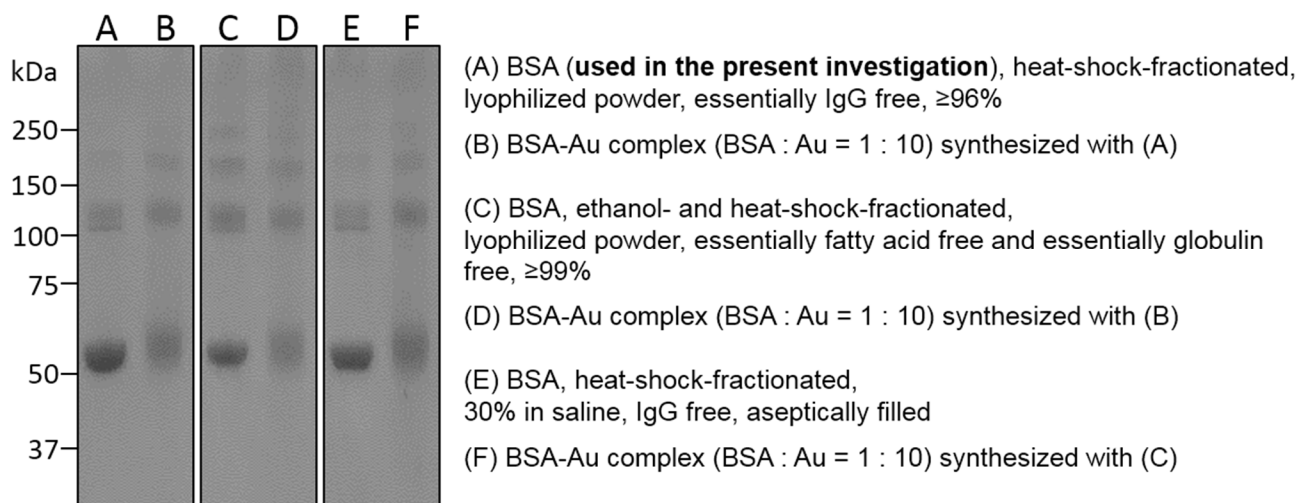 A B C D E F
kDa
250
150
100
75
50
37
(A) BSA (used in the present investigation), heat-shock-fractionated,
lyophilized powder, essentially IgG free, ≥96%
(B) BSA-Au complex (BSA : Au = 1 : 10) synthesized with (A)
(C) BSA, ethanol- and heat-shock-fractionated,
lyophilized powder, essentially fatty acid free and essentially globulin
free, ≥99%
(D) BSA-Au complex (BSA : Au = 1 : 10) synthesized with (B)
(E) BSA, heat-shock-fractionated,
30% in saline, IgG free, aseptically filled
(F) BSA-Au complex (BSA : Au = 1 : 10) synthesized with (C)